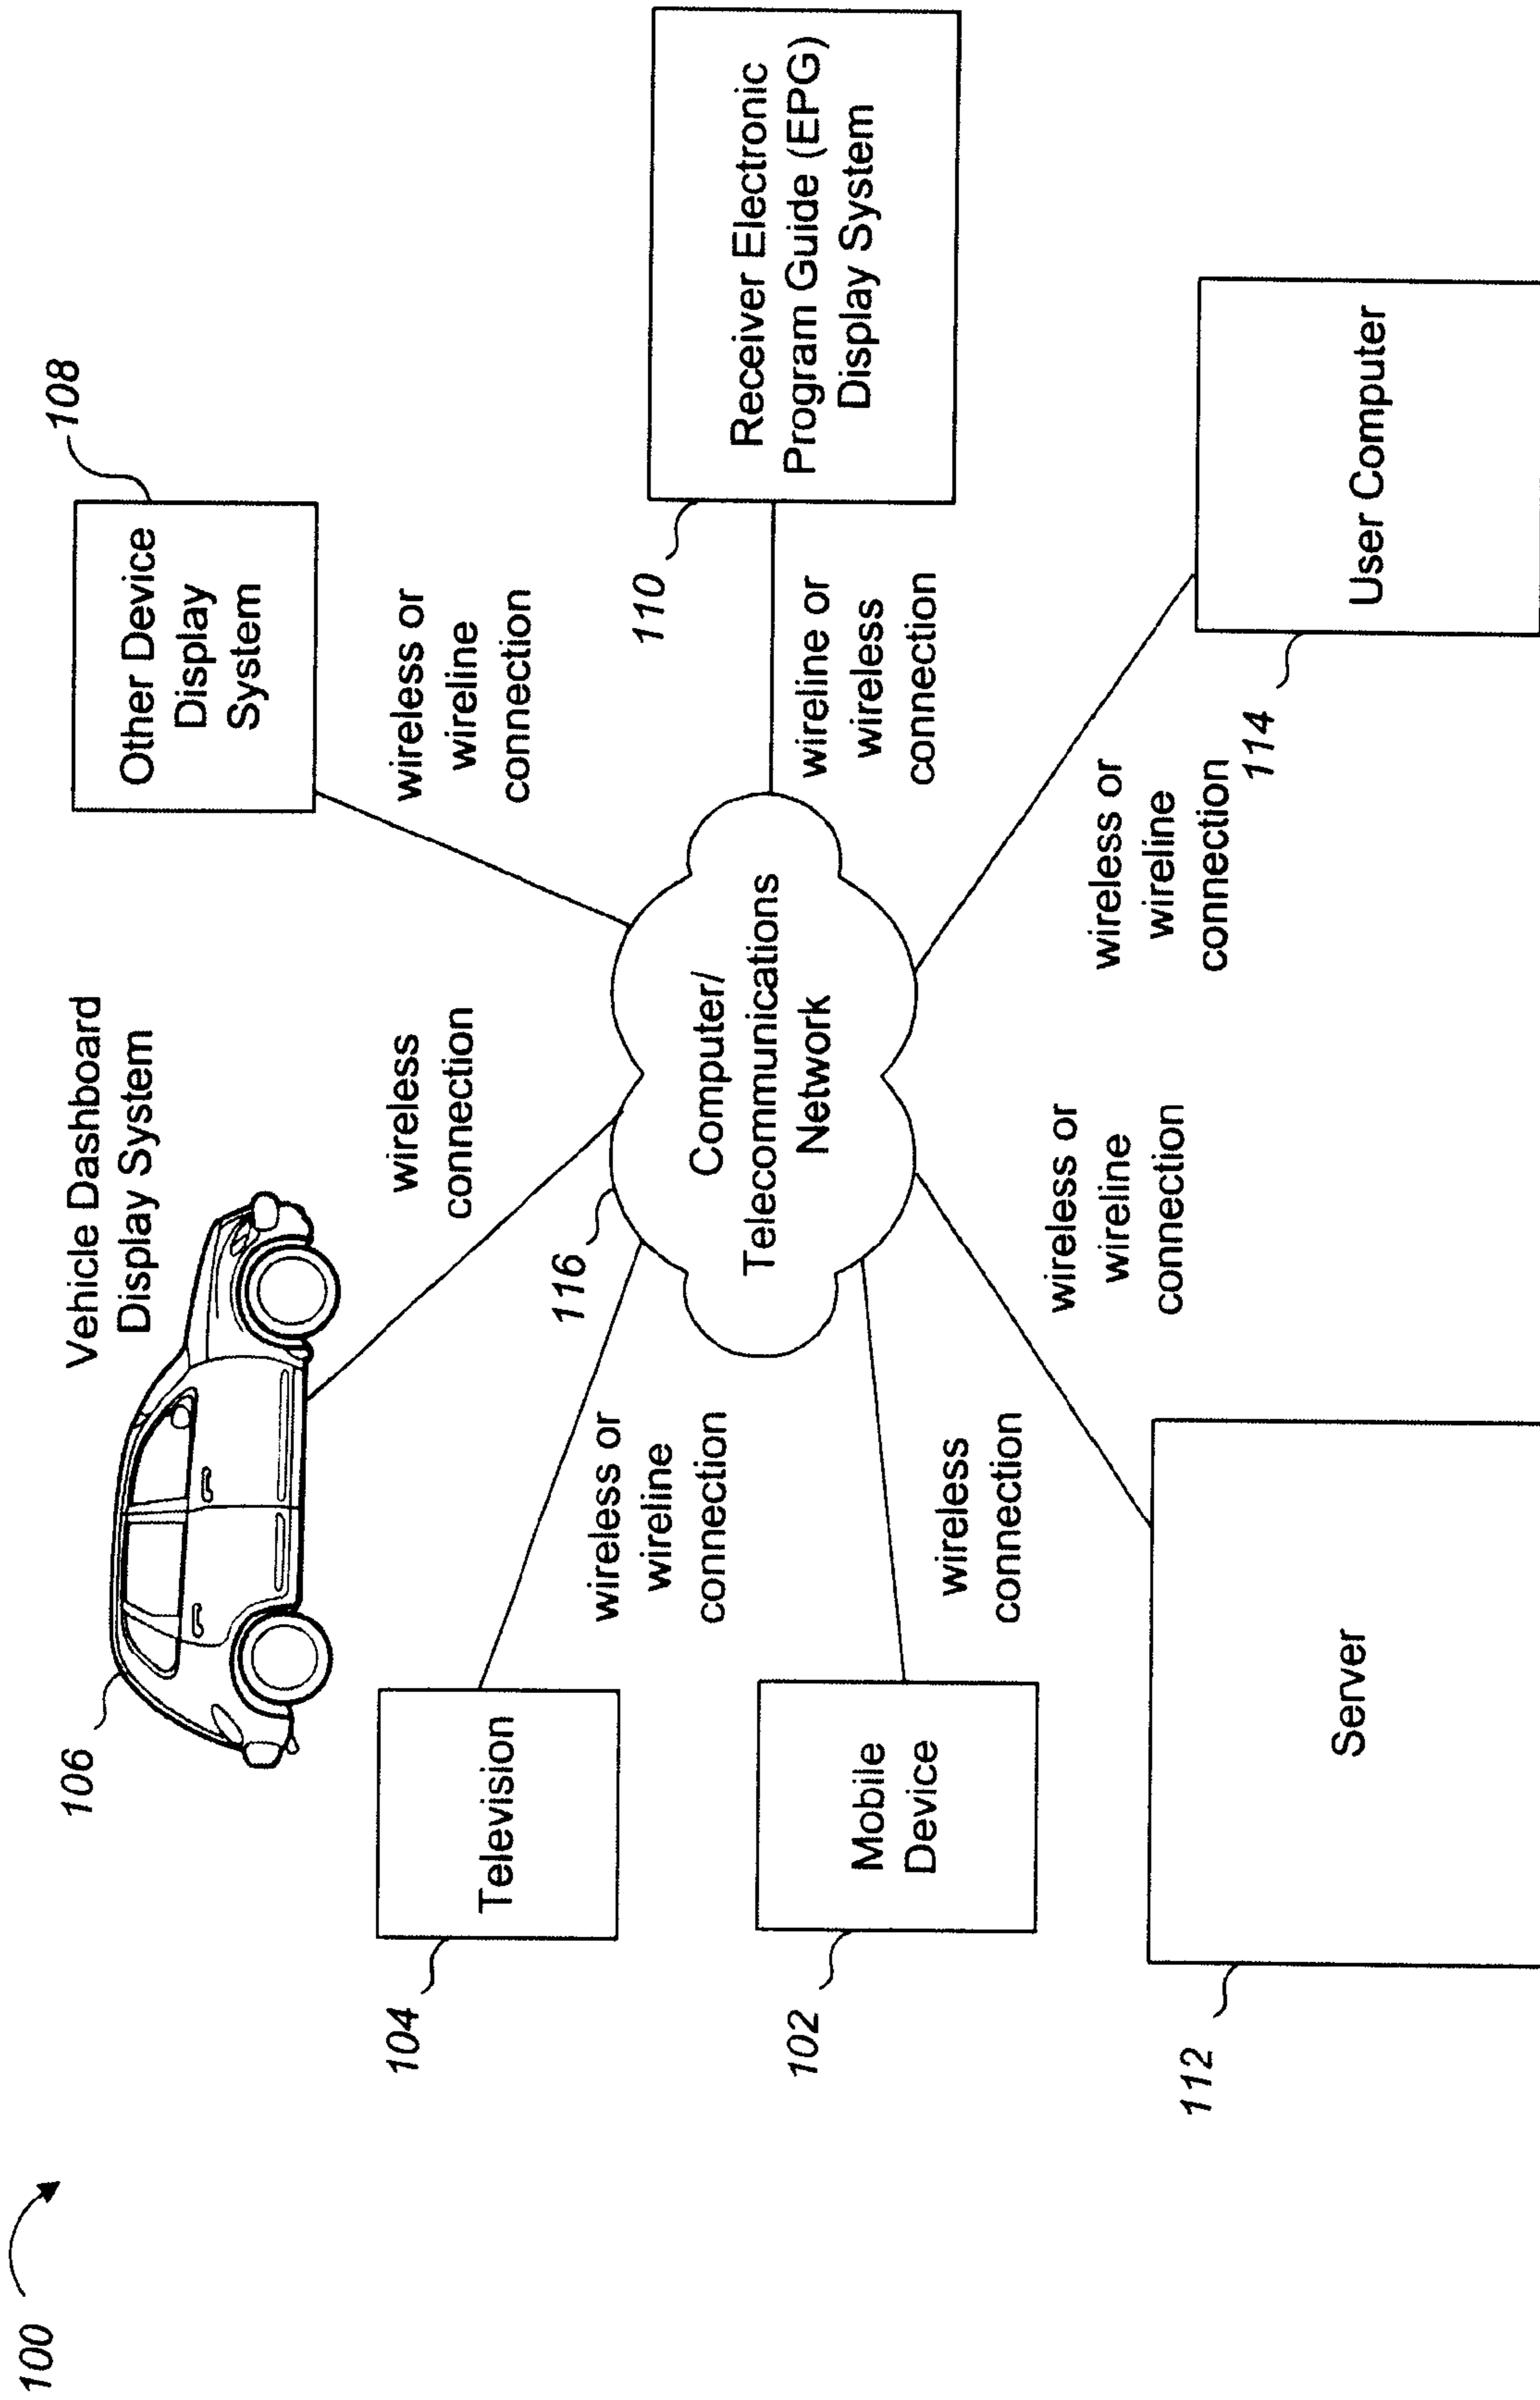 100
106
Vehicle Dashboard
Display System
108
Other Device
Display
System
wireless
connection
wireless or
wireline
connection
104
Television
wireless or
wireline
connection
116
Computer/
Telecommunications
Network
110
Receiver Electronic
Program Guide (EPG)
Display System
wireline or
wireless
connection
102
Mobile
Device
wireless
connection
112
Server
wireless or
wireline
connection
wireless or
wireline
connection
114
User Computer